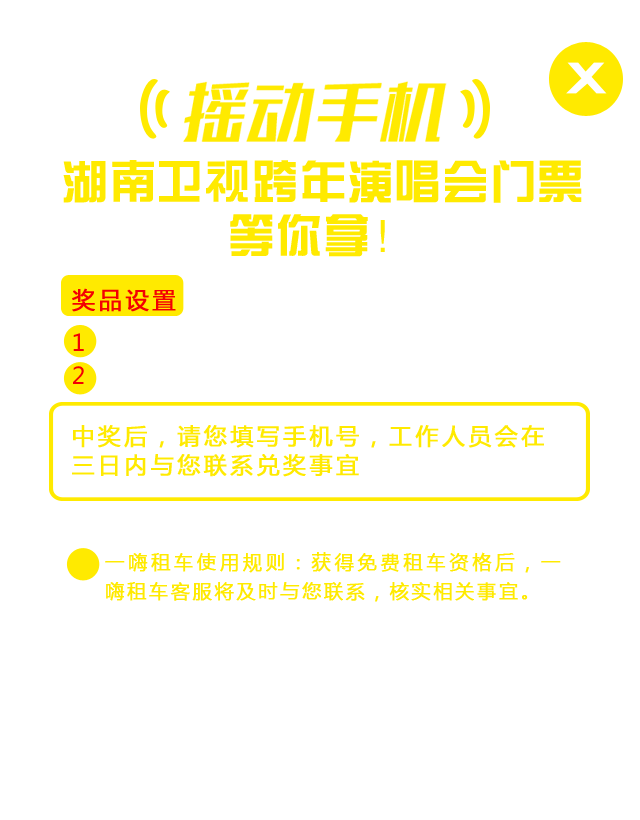 X
摇动手机
湖南卫视跨年演唱会门票
等你拿！
奖品设置
1
2
中奖后，请您填写手机号，工作人员会在
三日内与您联系兑奖事宜
一嗨租车使用规则：获得免费租车资格后，一
嗨租车客服将及时与您联系，核实相关事宜。